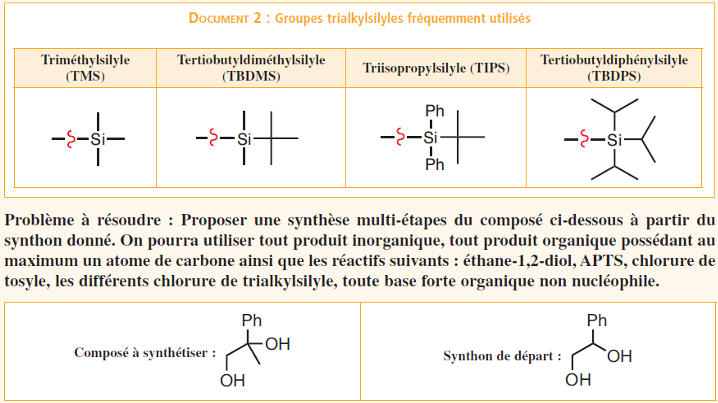 DOCUMENT 2 : Groupes trialkylsilyles fréquemment utilisés
Triméthylsilyle
(TMS)
Tertiobutyldiméthylsilyle
(TBDMS)
Triisopropylsilyle (TIPS)
Tertiobutyldiphénylsilyle
(TBDPS)
Si
Si
Ph
Si
Ph
Si
Problème à résoudre : Proposer une synthèse multi-étapes du composé ci-dessous à partir du
synthon donné. On pourra utiliser tout produit inorganique, tout produit organique possédant au
maximum un atome de carbone ainsi que les réactifs suivants : éthane-1,2-diol, APTS, chlorure de
tosyle, les différents chlorure de trialkylsilyle, toute base forte organique non nucléophile.
Composé à synthétiser :
Ph
OH
OH
Synthon de départ :
Ph
OH
OH